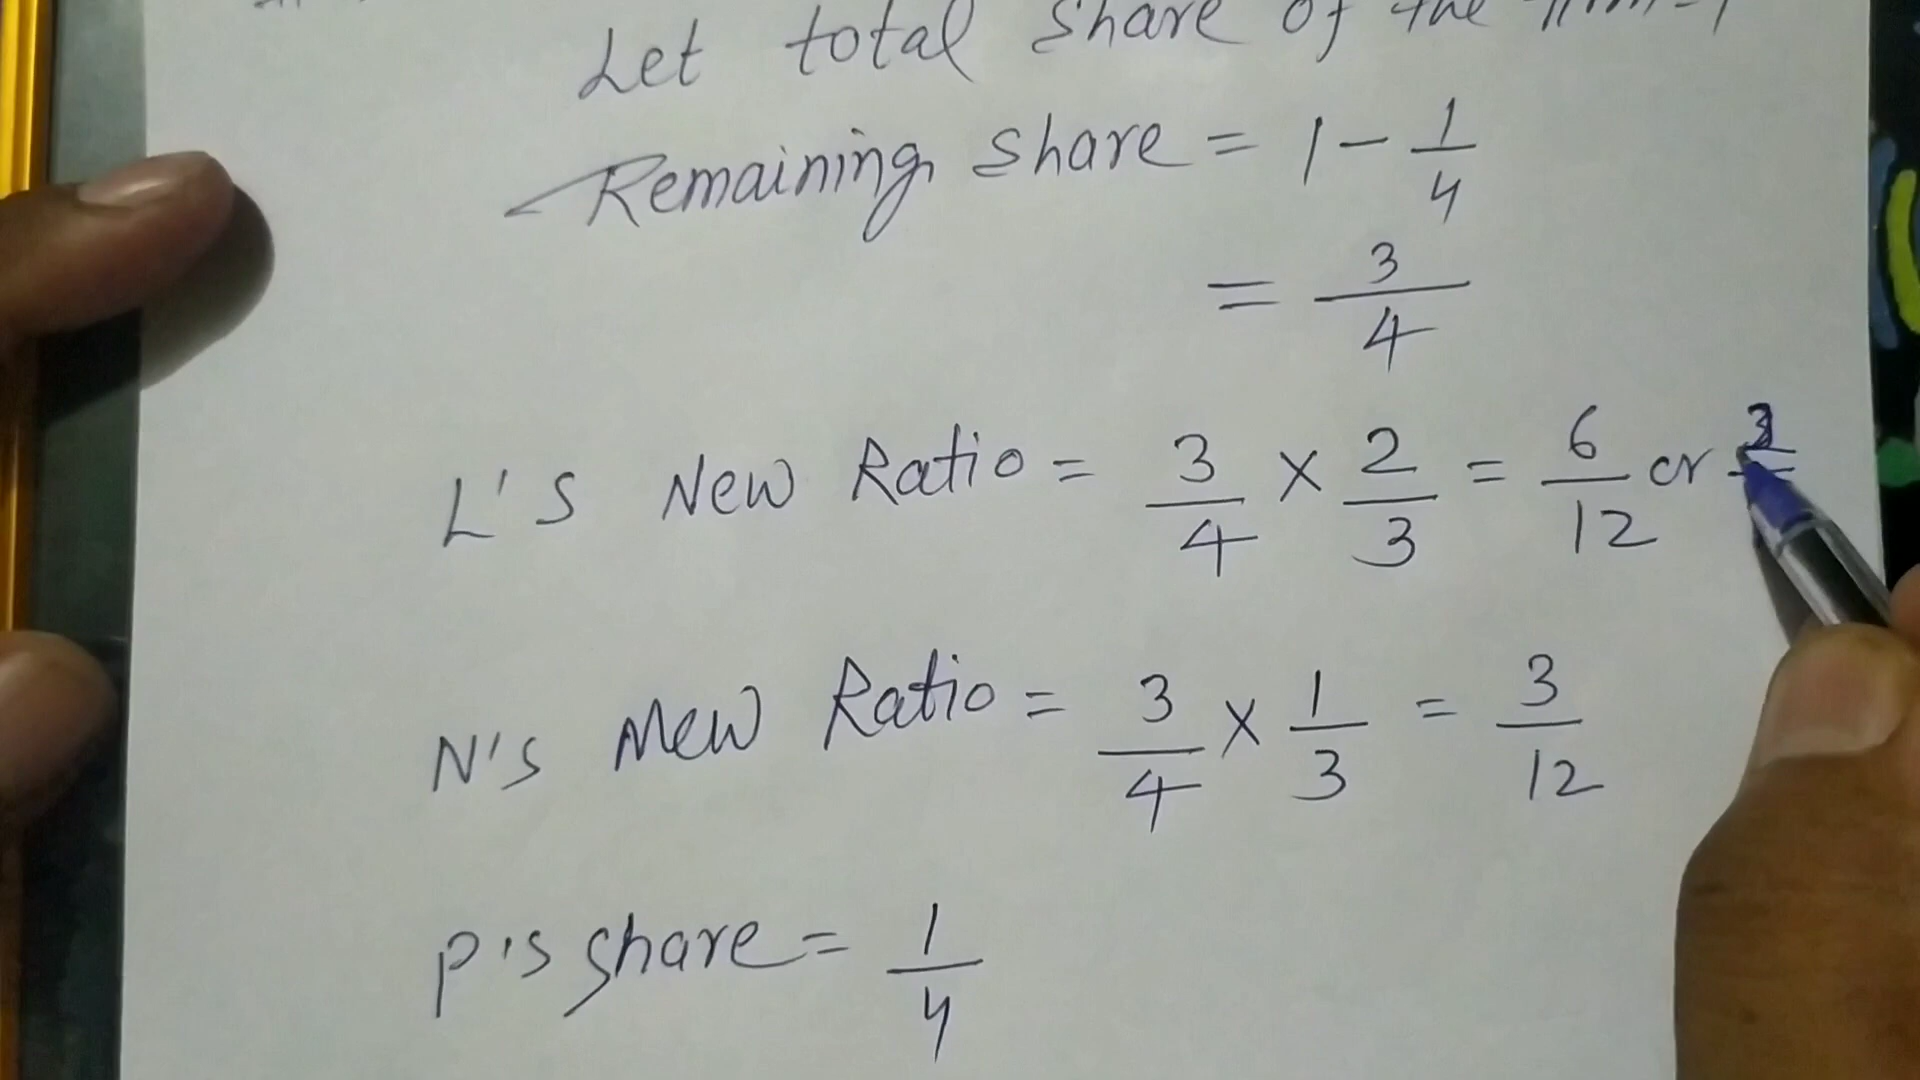 Let total share of the
Remaining share = 1 - 1/4
= 3/4
L's New Ratio = 3/4 × 2/3 = 6/12 or
N's New Ratio = 3/4 × 1/3 = 3/12
P's share = 1/4